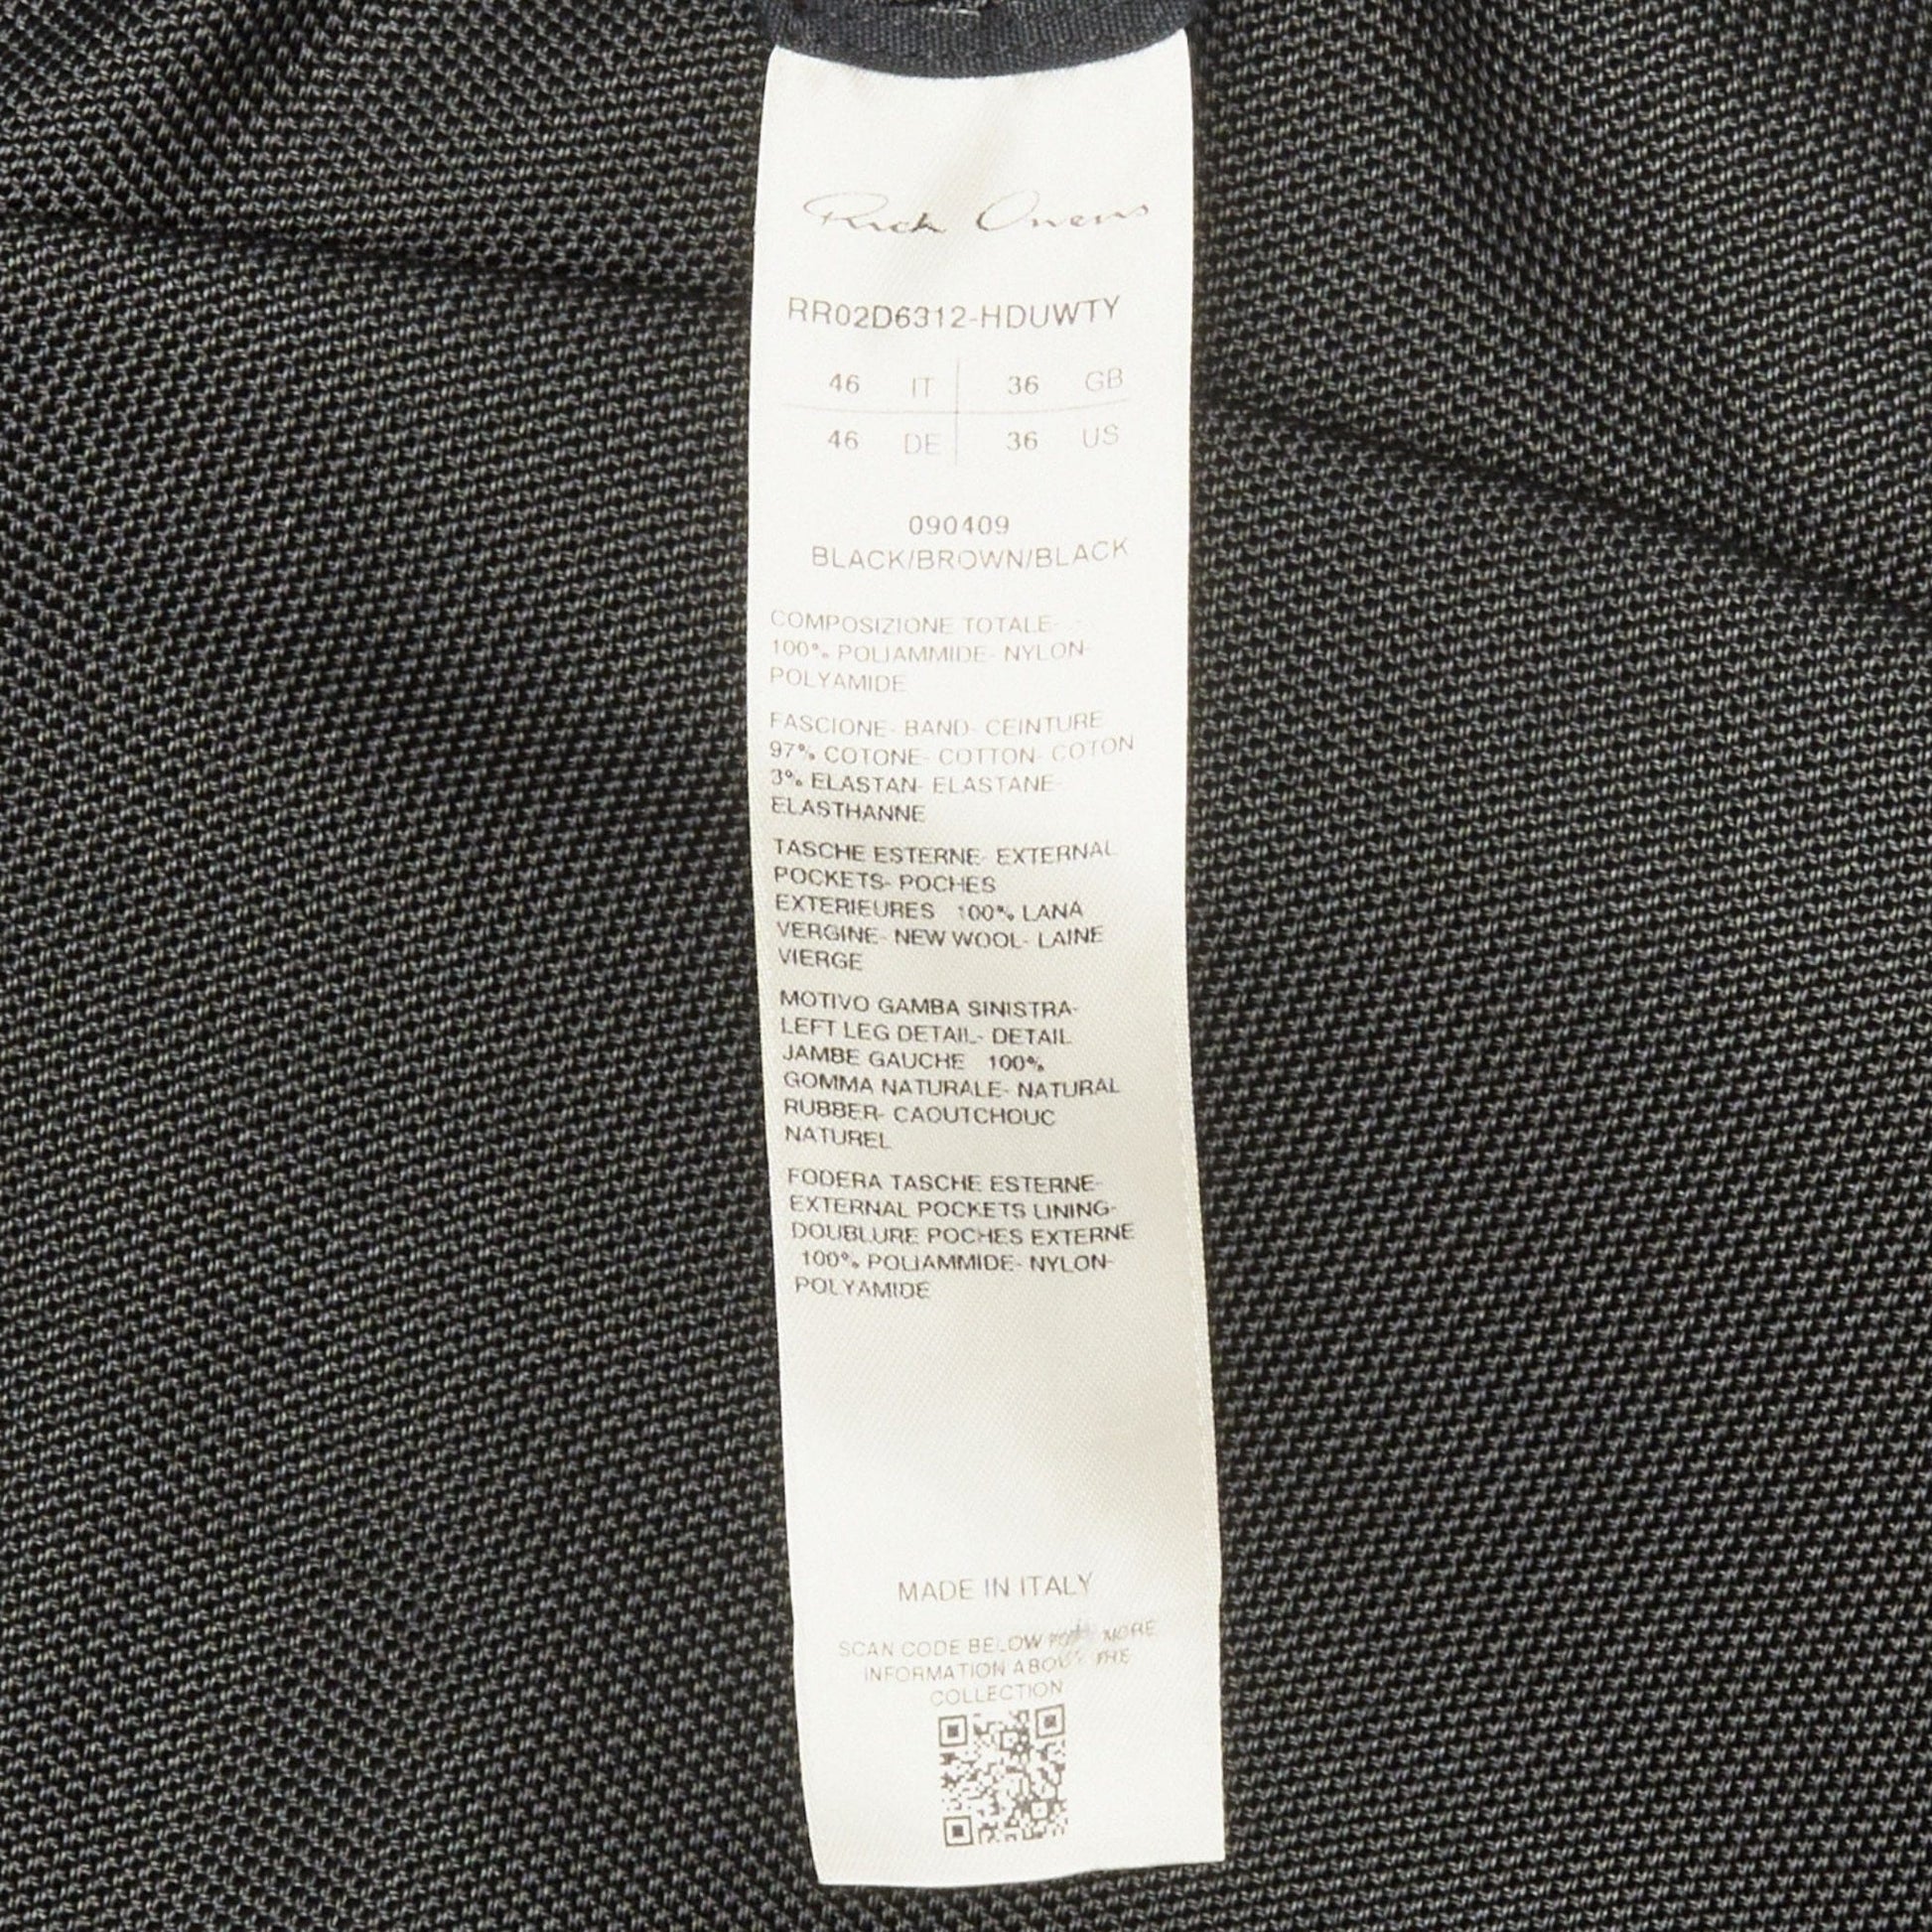 Rick Owens
RR02D6312-HDUWTY
46 IT 36 GB
46 DE 36 US
090409
BLACK/BROWN/BLACK
COMPOSIZIONE TOTALE-
100% POLIAMMIDE- NYLON-
POLYAMIDE
FASCIONE- BAND- CEINTURE
97% COTONE- COTTON- COTON
3% ELASTAN- ELASTANE-
ELASTHANNE
TASCHE ESTERNE- EXTERNAL
POCKETS- POCHES
EXTERIEURES 100% LANA
VERGINE- NEW WOOL- LAINE
VIERGE
MOTIVO GAMBA SINISTRA-
LEFT LEG DETAIL- DETAIL
JAMBE GAUCHE 100%
GOMMA NATURALE- NATURAL
RUBBER- CAOUTCHOUC
NATUREL
FODERA TASCHE ESTERNE-
EXTERNAL POCKETS LINING-
DOUBLURE POCHES EXTERNE
100% POLIAMMIDE- NYLON-
POLYAMIDE
MADE IN ITALY
SCAN CODE BELOW FOR MORE
INFORMATION ABOUT THE
COLLECTION